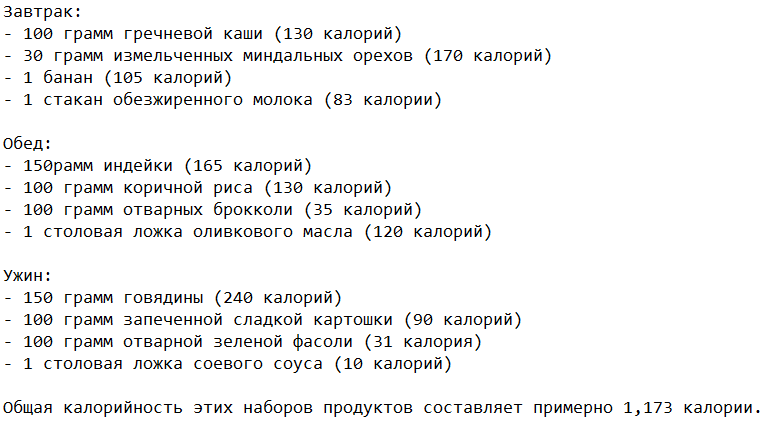 Завтрак:
- 100 грамм гречневой каши (130 калорий)
- 30 грамм измельченных миндальных орехов (170 калорий)
- 1 банан (105 калорий)
- 1 стакан обезжиренного молока (83 калории)
Обед:
- 150рамм индейки (165 калорий)
- 100 грамм коричной риса (130 калорий)
- 100 грамм отварных брокколи (35 калорий)
- 1 столовая ложка оливкового масла (120 калорий)
Ужин:
- 150 грамм говядины (240 калорий)
- 100 грамм запеченной сладкой картошки (90 калорий)
- 100 грамм отварной зеленой фасоли (31 калория)
- 1 столовая ложка соевого соуса (10 калорий)
Общая калорийность этих наборов продуктов составляет примерно 1,173 калории.